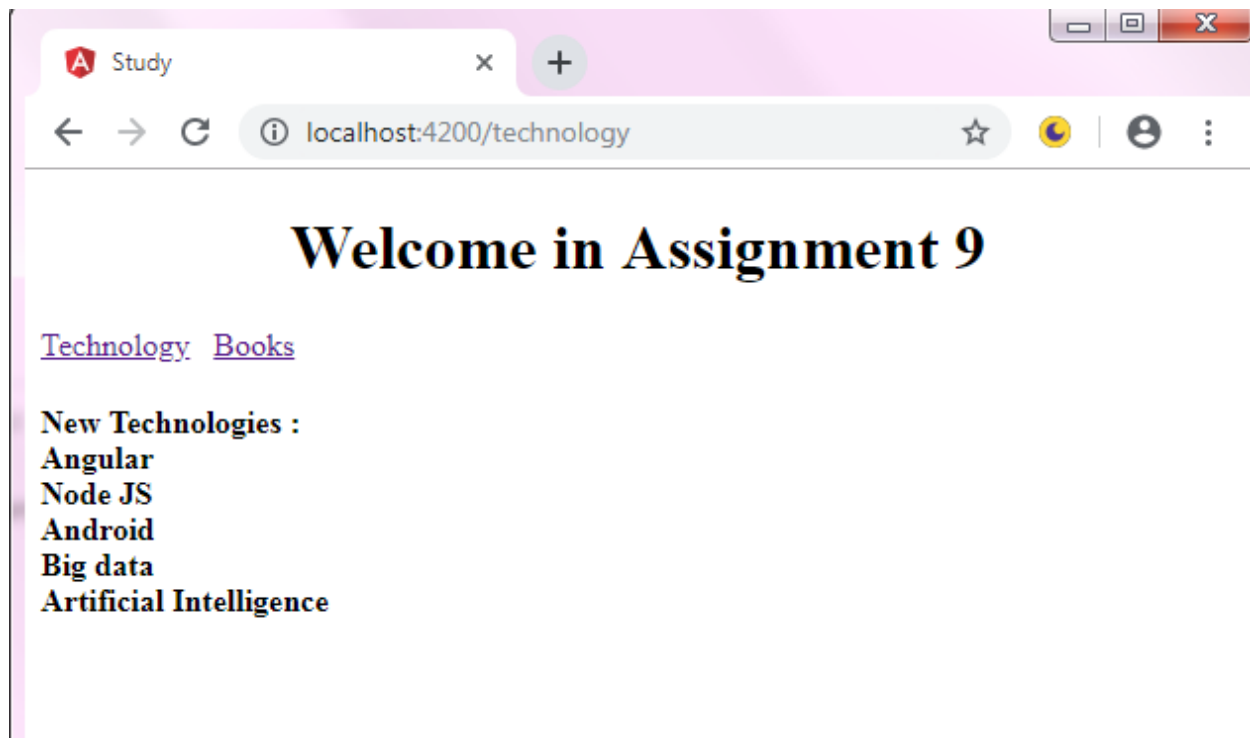 Study
localhost:4200/technology
Welcome in Assignment 9
Technology Books
New Technologies :
Angular
Node JS
Android
Big data
Artificial Intelligence